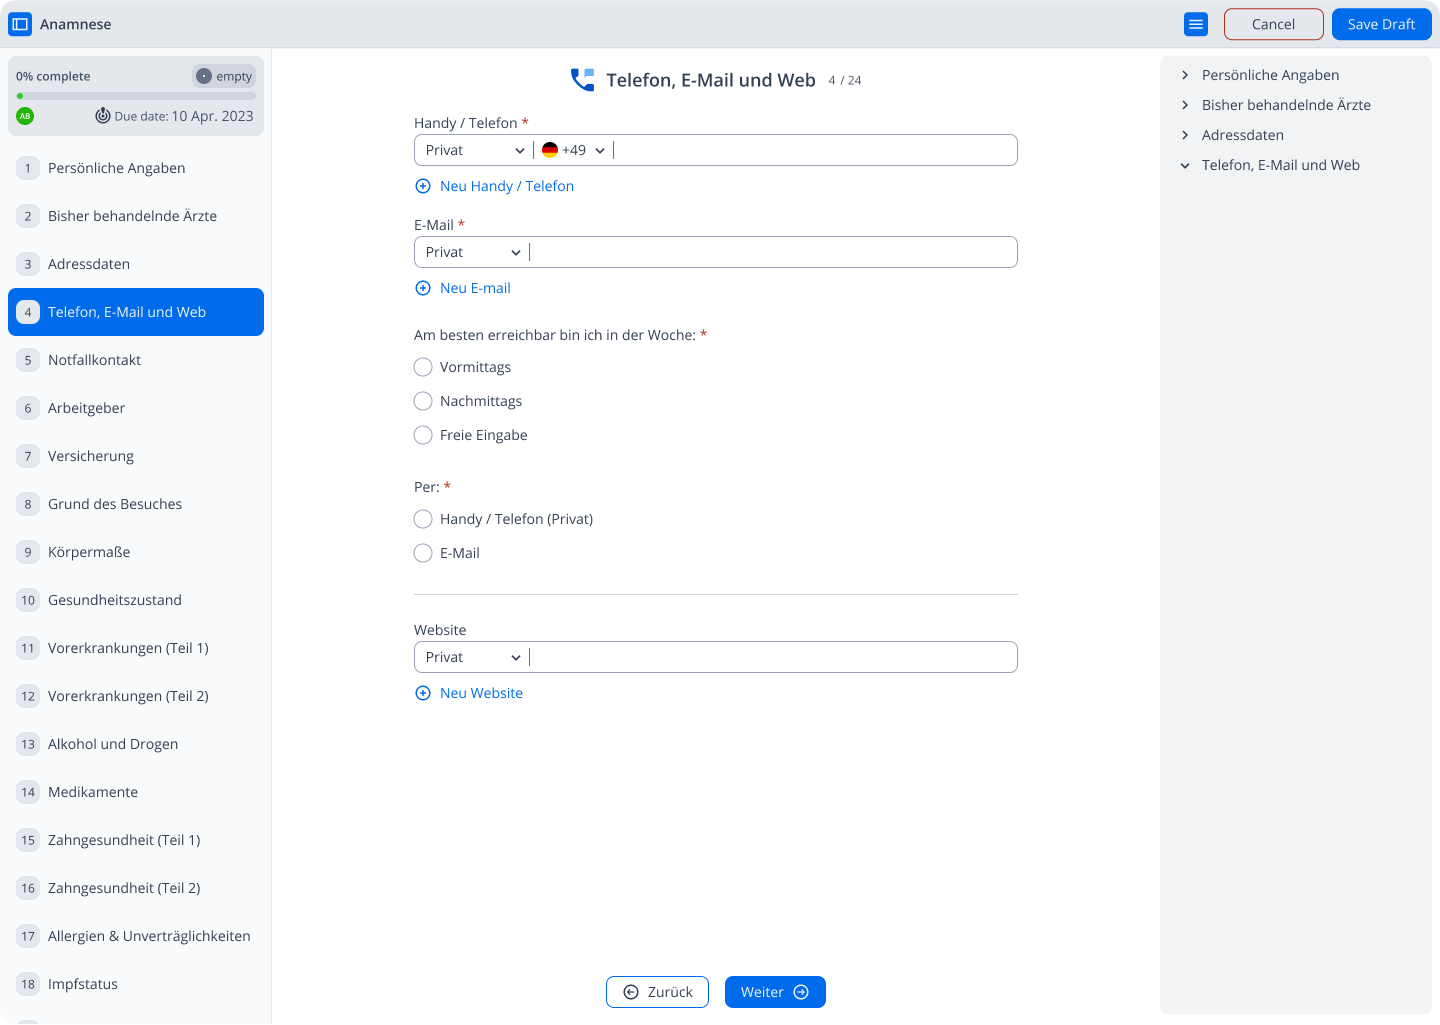 Anamnese
Cancel
Save Draft
0% complete
empty
AB
Due date: 10 Apr. 2023
1 Persönliche Angaben
2 Bisher behandelnde Ärzte
3 Adressdaten
4 Telefon, E-Mail und Web
5 Notfallkontakt
6 Arbeitgeber
7 Versicherung
8 Grund des Besuches
9 Körpermaße
10 Gesundheitszustand
11 Vorerkrankungen (Teil 1)
12 Vorerkrankungen (Teil 2)
13 Alkohol und Drogen
14 Medikamente
15 Zahngesundheit (Teil 1)
16 Zahngesundheit (Teil 2)
17 Allergien & Unverträglichkeiten
18 Impfstatus
Telefon, E-Mail und Web 4 / 24
Handy / Telefon *
Privat +49
Neu Handy / Telefon
E-Mail *
Privat
Neu E-mail
Am besten erreichbar bin ich in der Woche: *
Vormittags
Nachmittags
Freie Eingabe
Per: *
Handy / Telefon (Privat)
E-Mail
Website
Privat
Neu Website
Zurück
Weiter
Persönliche Angaben
Bisher behandelnde Ärzte
Adressdaten
Telefon, E-Mail und Web